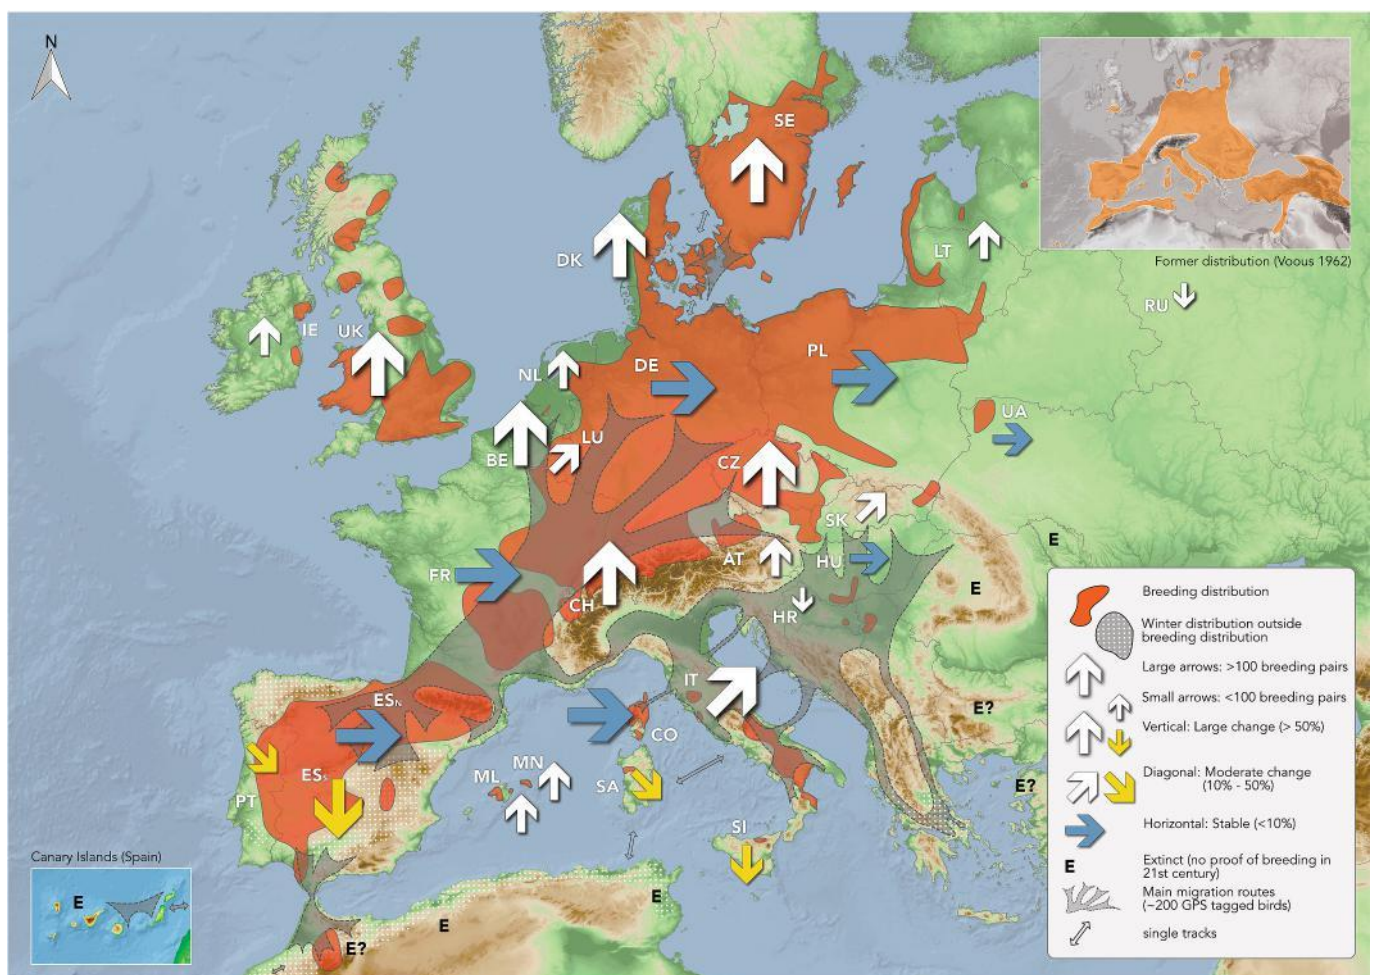 N
SE
DK
LT
Former distribution (Voous 1962)
RU
IE
UK
NL
DE
PL
BE
LU
CZ
UA
SK
FR
CH
AT
HU
HR
E
E
IT
ES N
CO
ES S
PT
ML
MN
SA
SI
E?
E?
E
E
E?
Canary Islands (Spain)
E
Breeding distribution
Winter distribution outside
breeding distribution
Large arrows: >100 breeding pairs
Small arrows: <100 breeding pairs
Vertical: Large change (> 50%)
Diagonal: Moderate change
(10% - 50%)
Horizontal: Stable (<10%)
E
Extinct (no proof of breeding in
21st century)
Main migration routes
(~200 GPS tagged birds)
single tracks